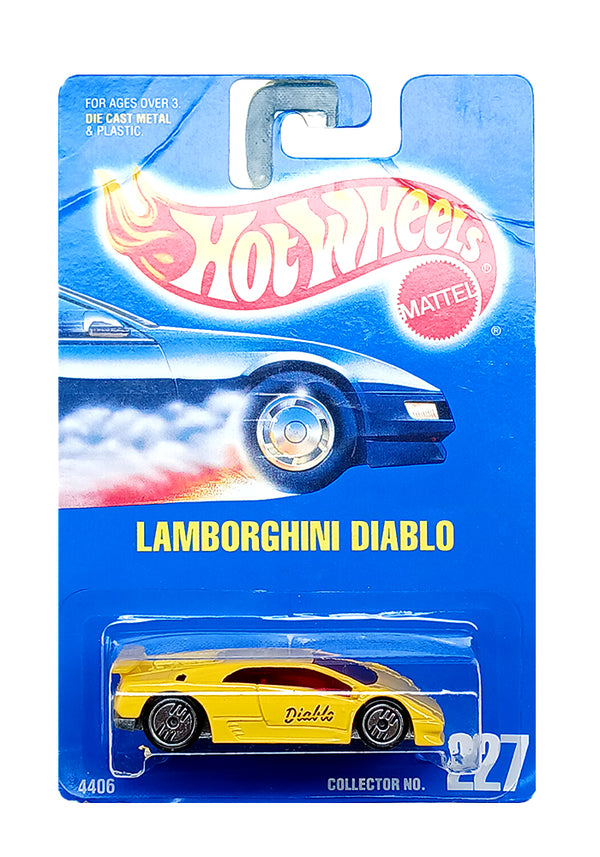 FOR AGES OVER 3.
DIE CAST METAL
& PLASTIC.
HOT WHEELS
®
MATTEL
®
LAMBORGHINI DIABLO
Diablo
4406
COLLECTOR NO. 227